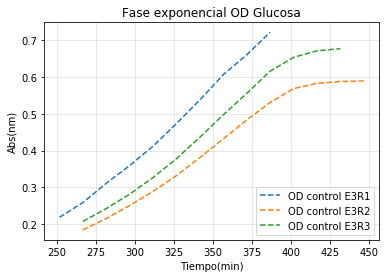 Fase exponencial OD Glucosa
Abs(nm)
0.7
0.6
0.5
0.4
0.3
0.2
OD control E3R1
OD control E3R2
OD control E3R3
250 275 300 325 350 375 400 425 450
Tiempo(min)